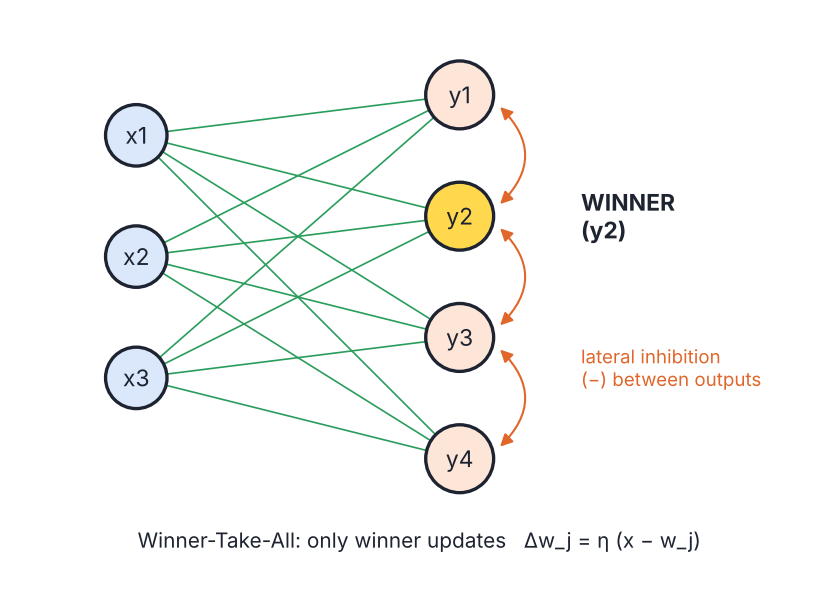 y1
x1
y2
WINNER
(y2)
x2
y3
lateral inhibition
(−) between outputs
x3
y4
Winner-Take-All: only winner updates   Δw_j = η (x − w_j)